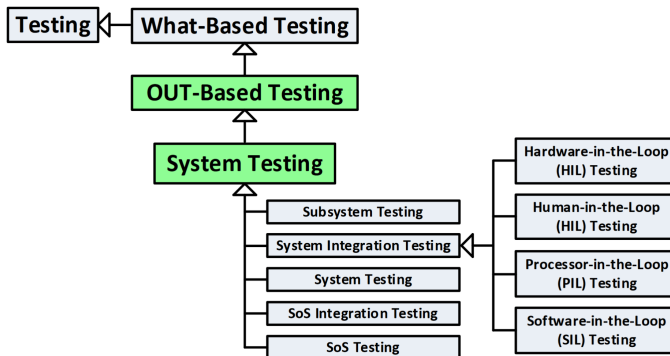 Testing
What-Based Testing
OUT-Based Testing
System Testing
Subsystem Testing
System Integration Testing
System Testing
SoS Integration Testing
SoS Testing
Hardware-in-the-Loop
(HIL) Testing
Human-in-the-Loop
(HIL) Testing
Processor-in-the-Loop
(PIL) Testing
Software-in-the-Loop
(SIL) Testing